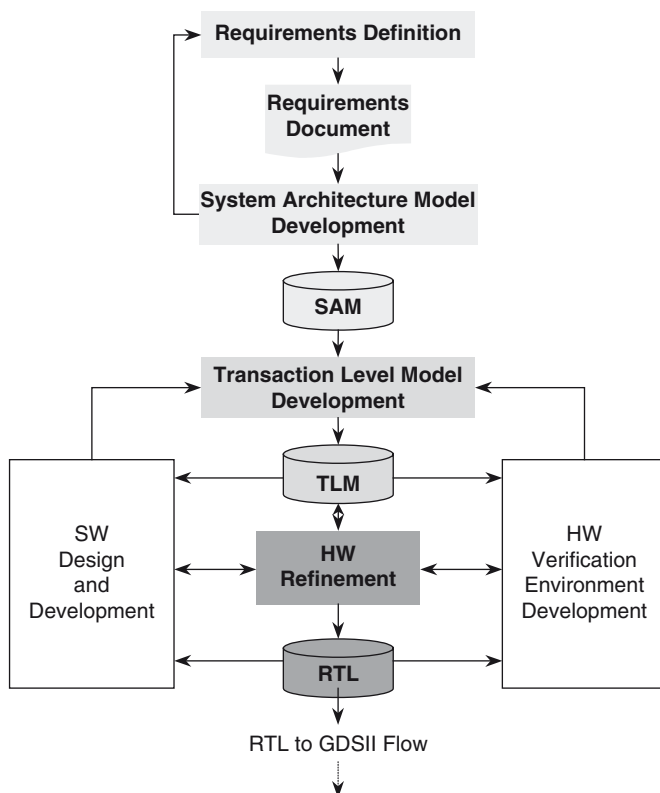 Requirements Definition
Requirements
Document
System Architecture Model
Development
SAM
Transaction Level Model
Development
TLM
SW
Design
and
Development
HW
Refinement
HW
Verification
Environment
Development
RTL
RTL to GDSII Flow